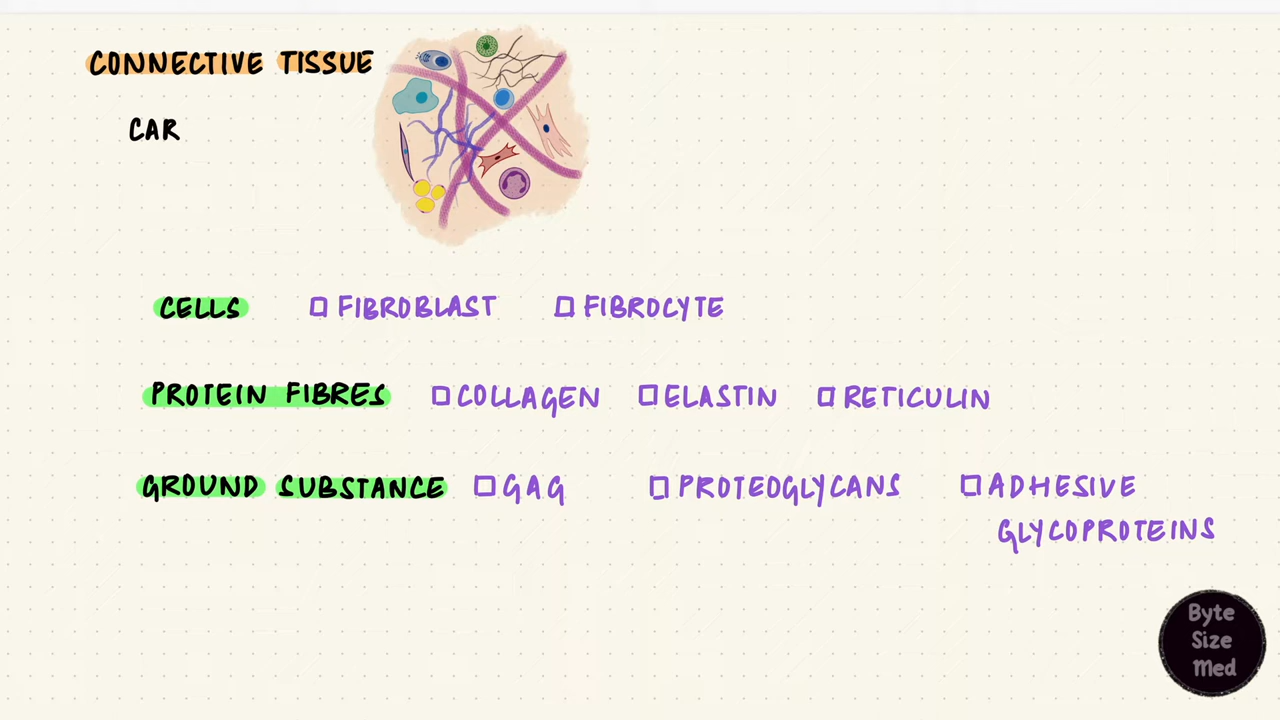 CONNECTIVE TISSUE
CAR
CELLS □ FIBROBLAST □ FIBROCYTE
PROTEIN FIBRES □ COLLAGEN □ ELASTIN □ RETICULIN
GROUND SUBSTANCE □ GAG □ PROTEOGLYCANS □ ADHESIVE
GLYCOPROTEINS
Byte
Size
Med